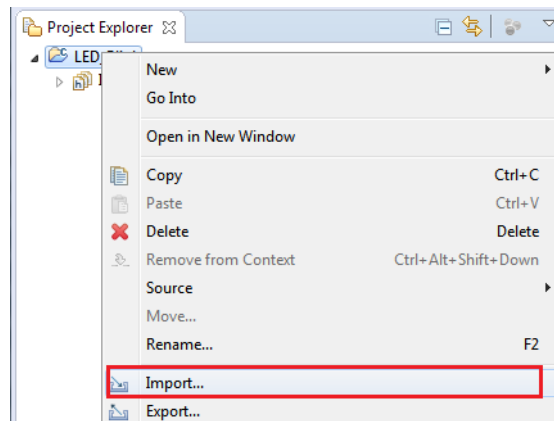 Project Explorer
LED
New
Go Into
Open in New Window
Copy Ctrl+C
Paste Ctrl+V
Delete Delete
Remove from Context Ctrl+Alt+Shift+Down
Source
Move...
Rename... F2
Import...
Export...